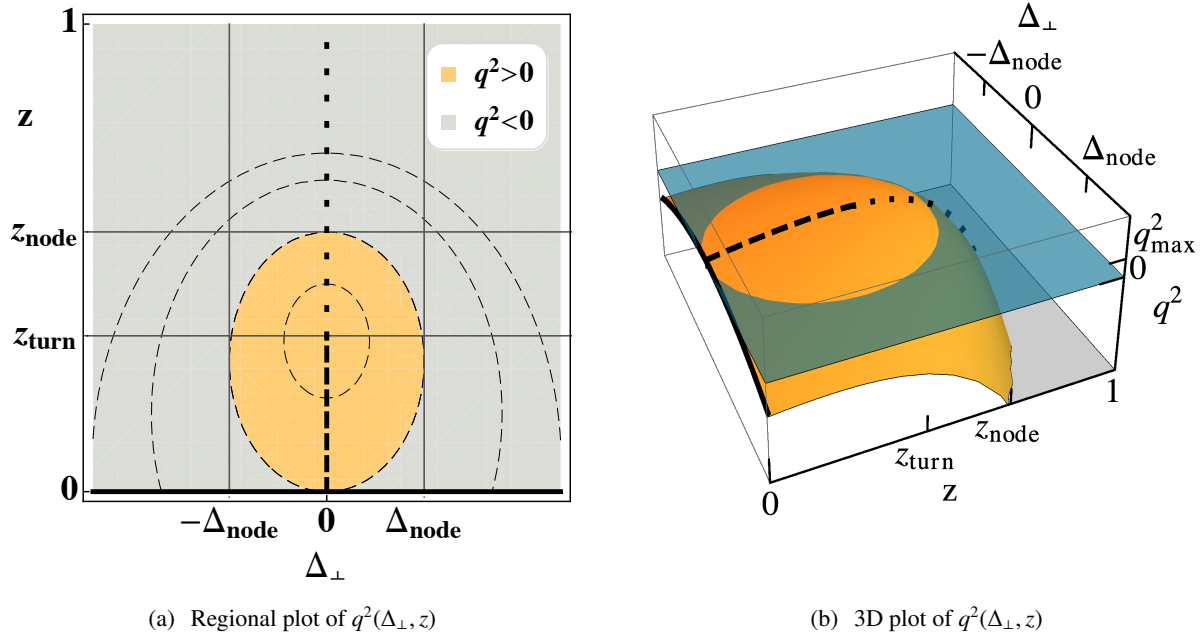 1
z
q²>0
q²<0
z_node
z_turn
0
−Δ_node 0 Δ_node
Δ_⊥
(a) Regional plot of q²(Δ_⊥, z)
Δ_⊥
−Δ_node
0
Δ_node
q²_max
0
q²
1
z_node
z_turn
z
0
(b) 3D plot of q²(Δ_⊥, z)